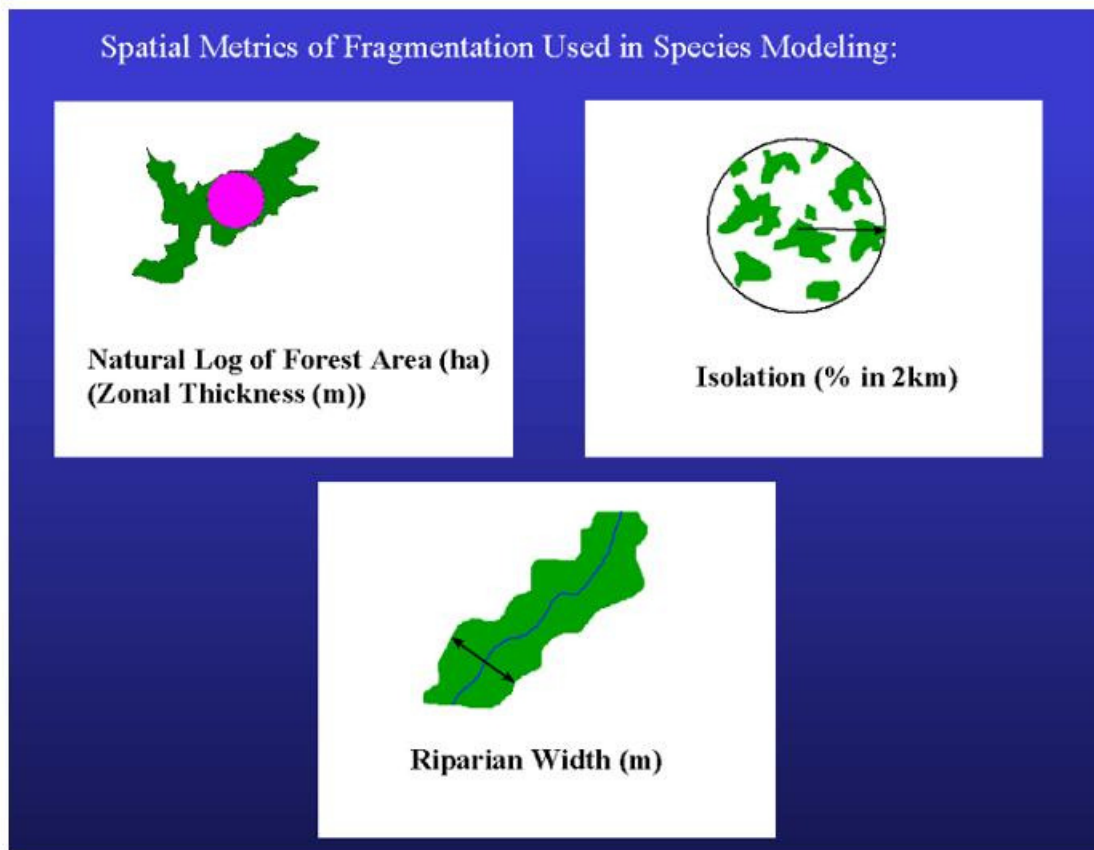 Spatial Metrics of Fragmentation Used in Species Modeling:
Natural Log of Forest Area (ha)
(Zonal Thickness (m))
Isolation (% in 2km)
Riparian Width (m)